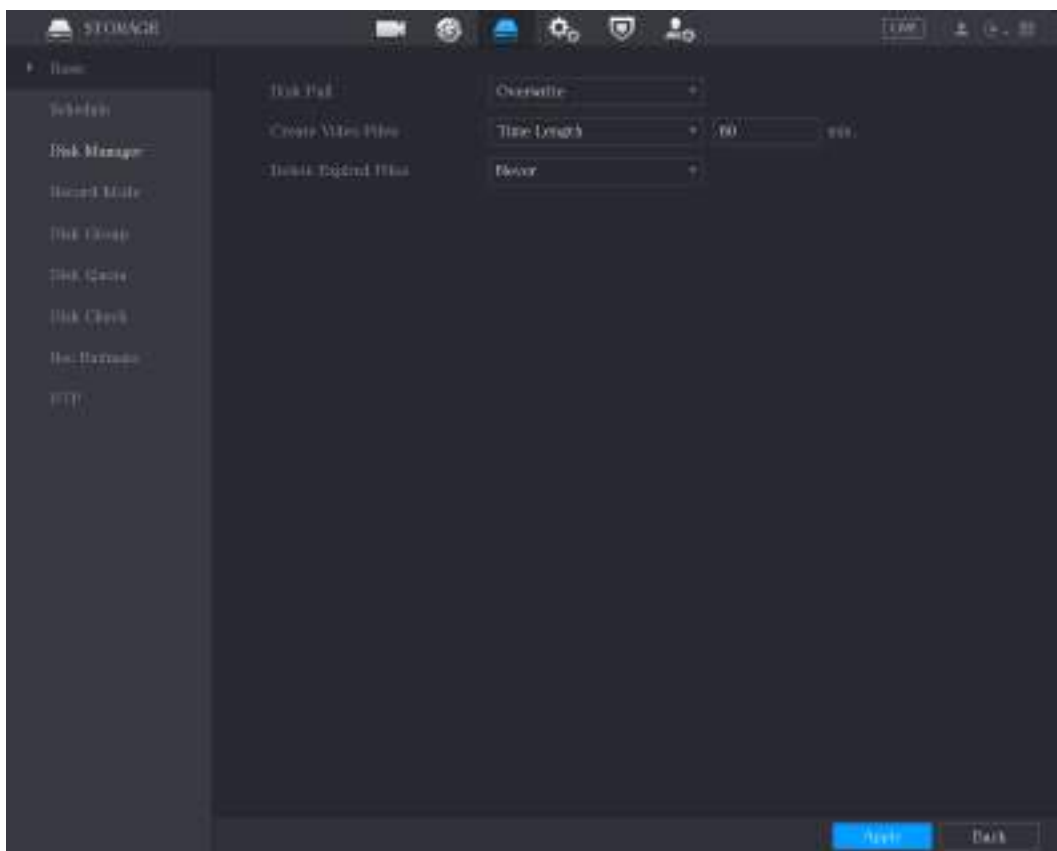 STORAGE LIVE
Basic
Schedule
Disk Manager
Record Mode
Disk Group
Disk Quota
Disk Check
Rec Estimate
FTP
Disk Full Overwrite
Create Video Files Time Length 60 min.
Delete Expired Files Never
Apply Back